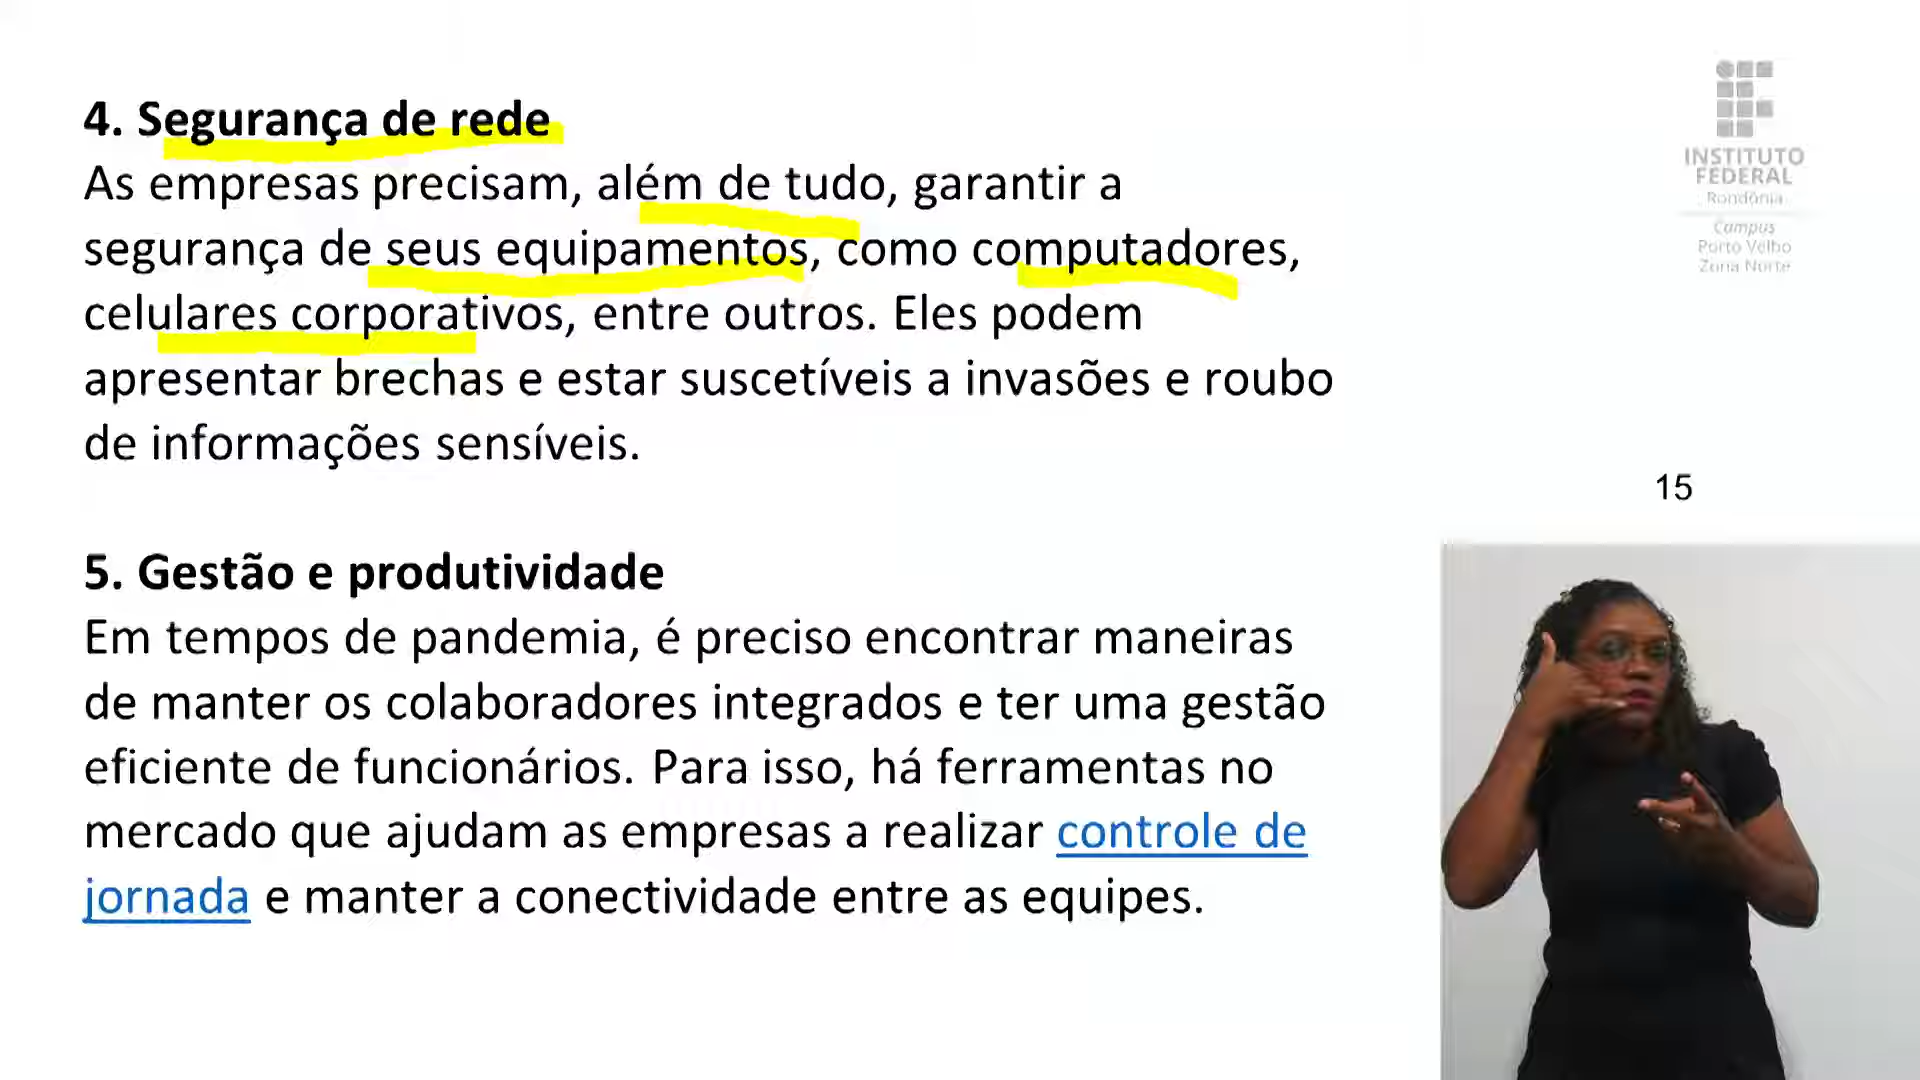 4. Segurança de rede
As empresas precisam, além de tudo, garantir a
segurança de seus equipamentos, como computadores,
celulares corporativos, entre outros. Eles podem
apresentar brechas e estar suscetíveis a invasões e roubo
de informações sensíveis.
5. Gestão e produtividade
Em tempos de pandemia, é preciso encontrar maneiras
de manter os colaboradores integrados e ter uma gestão
eficiente de funcionários. Para isso, há ferramentas no
mercado que ajudam as empresas a realizar controle de
jornada e manter a conectividade entre as equipes.
INSTITUTO
FEDERAL
Rondônia
Campus
Porto Velho
Zona Norte
15